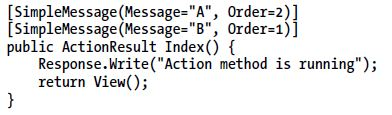 [SimpleMessage(Message="A", Order=2)]
[SimpleMessage(Message="B", Order=1)]
public ActionResult Index() {
    Response.Write("Action method is running");
    return View();
}